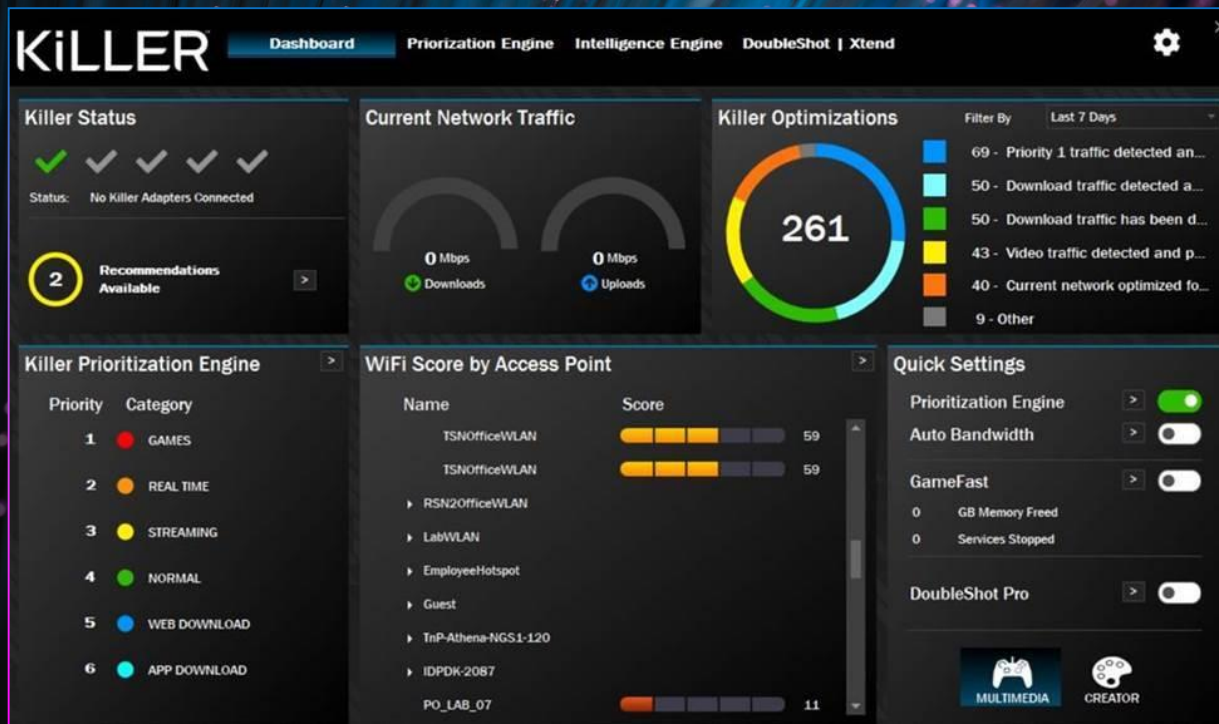 KiLLER
Dashboard
Priorization Engine
Intelligence Engine
DoubleShot | Xtend
Killer Status
Status: No Killer Adapters Connected
2
Recommendations
Available
>
Current Network Traffic
0 Mbps
Downloads
0 Mbps
Uploads
Killer Optimizations
Filter By
Last 7 Days
261
69 - Priority 1 traffic detected an...
50 - Download traffic detected a...
50 - Download traffic has been d...
43 - Video traffic detected and p...
40 - Current network optimized fo...
9 - Other
Killer Prioritization Engine >
Priority Category
1 GAMES
2 REAL TIME
3 STREAMING
4 NORMAL
5 WEB DOWNLOAD
6 APP DOWNLOAD
WiFi Score by Access Point >
Name Score
TSNOfficeWLAN 59
TSNOfficeWLAN 59
RSN2OfficeWLAN
LabWLAN
EmployeeHotspot
Guest
TnP-Athena-NGS1-120
IDPDK-2087
PO_LAB_07 11
Quick Settings
Prioritization Engine >
Auto Bandwidth >
GameFast >
0 GB Memory Freed
0 Services Stopped
DoubleShot Pro >
MULTIMEDIA
CREATOR